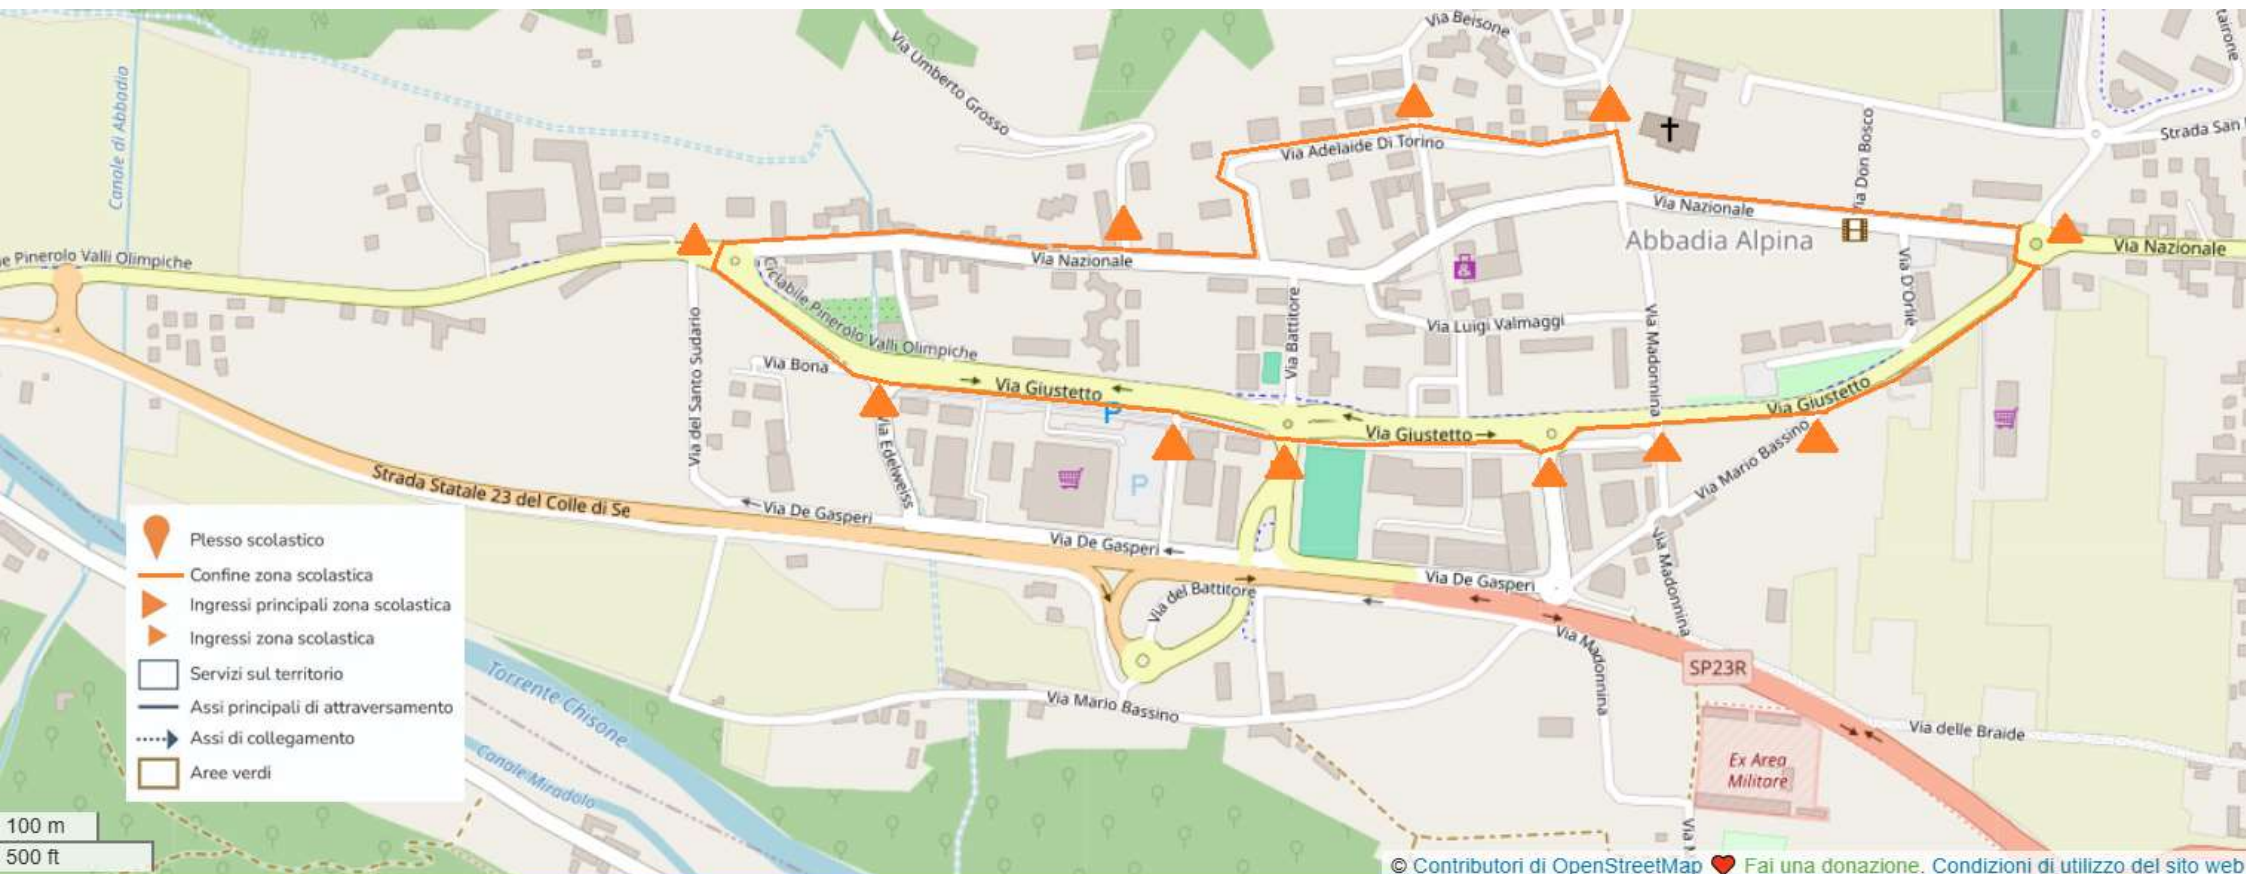 Via Beisone
Via Umberto Grosso
Canale di Abbadio
Via Don Bosco
Strada San
Via Adelaide Di Torino
Via Nazionale
Abbadia Alpina
Via Nazionale
e Pinerolo Valli Olimpiche
Via Nazionale
Ciclabile Pinerolo Valli Olimpiche
Via D'Orlie
Via Battitore
Via Luigi Valmaggi
Via Madonnina
Via del Santo Sudario
Via Bona
Via Giustetto
Via Giustetto
P
Via Giustetto
Via Edelweiss
Via Mario Bassino
P
Strada Statale 23 del Colle di Se
Via De Gasperi
Via De Gasperi
Via De Gasperi
Via Madonnina
Via del Battitore
Via Madonnina
SP23R
Torrente Chisone
Via Mario Bassino
Via delle Braide
Canale Miradolo
Ex Area
Militare
Plesso scolastico
Confine zona scolastica
Ingressi principali zona scolastica
Ingressi zona scolastica
Servizi sul territorio
Assi principali di attraversamento
Assi di collegamento
Aree verdi
100 m
500 ft
© Contributori di OpenStreetMap ❤ Fai una donazione. Condizioni di utilizzo del sito web